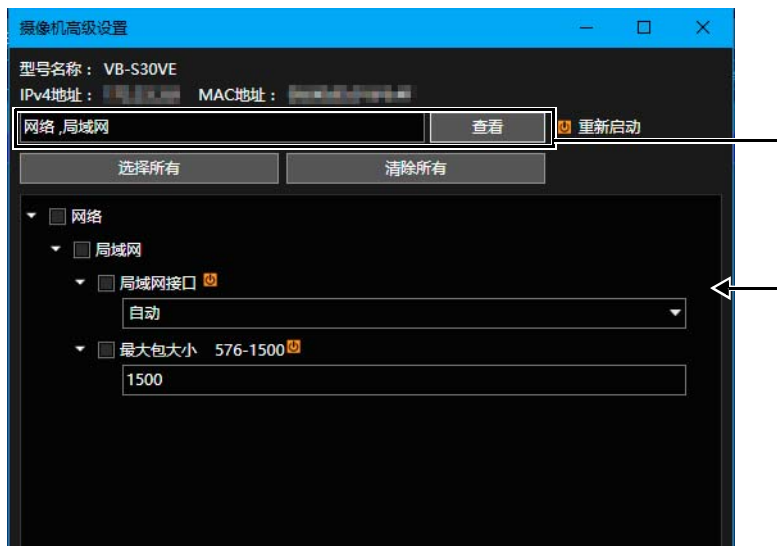 摄像机高级设置
型号名称： VB-S30VE
IPv4地址： MAC地址：
网络 ,局域网 查看 重新启动
选择所有 清除所有
网络
局域网
局域网接口
自动
最大包大小 576-1500
1500